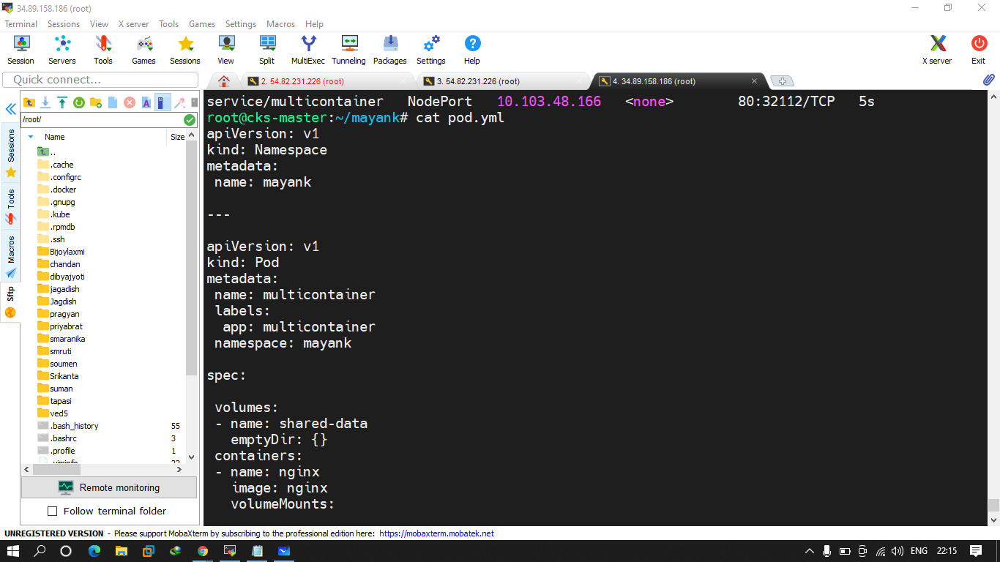 34.89.158.186 (root)
Terminal Sessions View X server Tools Games Settings Macros Help
Session Servers Tools Games Sessions View Split MultiExec Tunneling Packages Settings Help X server Exit
Quick connect...
2. 54.82.231.226 (root)
3. 54.82.231.226 (root)
4. 34.89.158.186 (root)
/root/
Name Size
..
.cache
.configrc
.docker
.gnupg
.kube
.rpmdb
.ssh
Bijoylaxmi
chandan
dibyajyoti
jagadish
Jagdish
pragyan
priyabrat
smaranika
smruti
soumen
Srikanta
suman
tapasi
ved5
.bash_history 55
.bashrc 3
.profile 1
.viminfo 22
Sessions
Tools
Macros
Sftp
Remote monitoring
Follow terminal folder
service/multicontainer NodePort 10.103.48.166 <none> 80:32112/TCP 5s
root@cks-master:~/mayank# cat pod.yml
apiVersion: v1
kind: Namespace
metadata:
 name: mayank
---
apiVersion: v1
kind: Pod
metadata:
 name: multicontainer
 labels:
  app: multicontainer
 namespace: mayank
spec:
 volumes:
 - name: shared-data
   emptyDir: {}
 containers:
 - name: nginx
   image: nginx
   volumeMounts:
UNREGISTERED VERSION - Please support MobaXterm by subscribing to the professional edition here: https://mobaxterm.mobatek.net
ENG 22:15